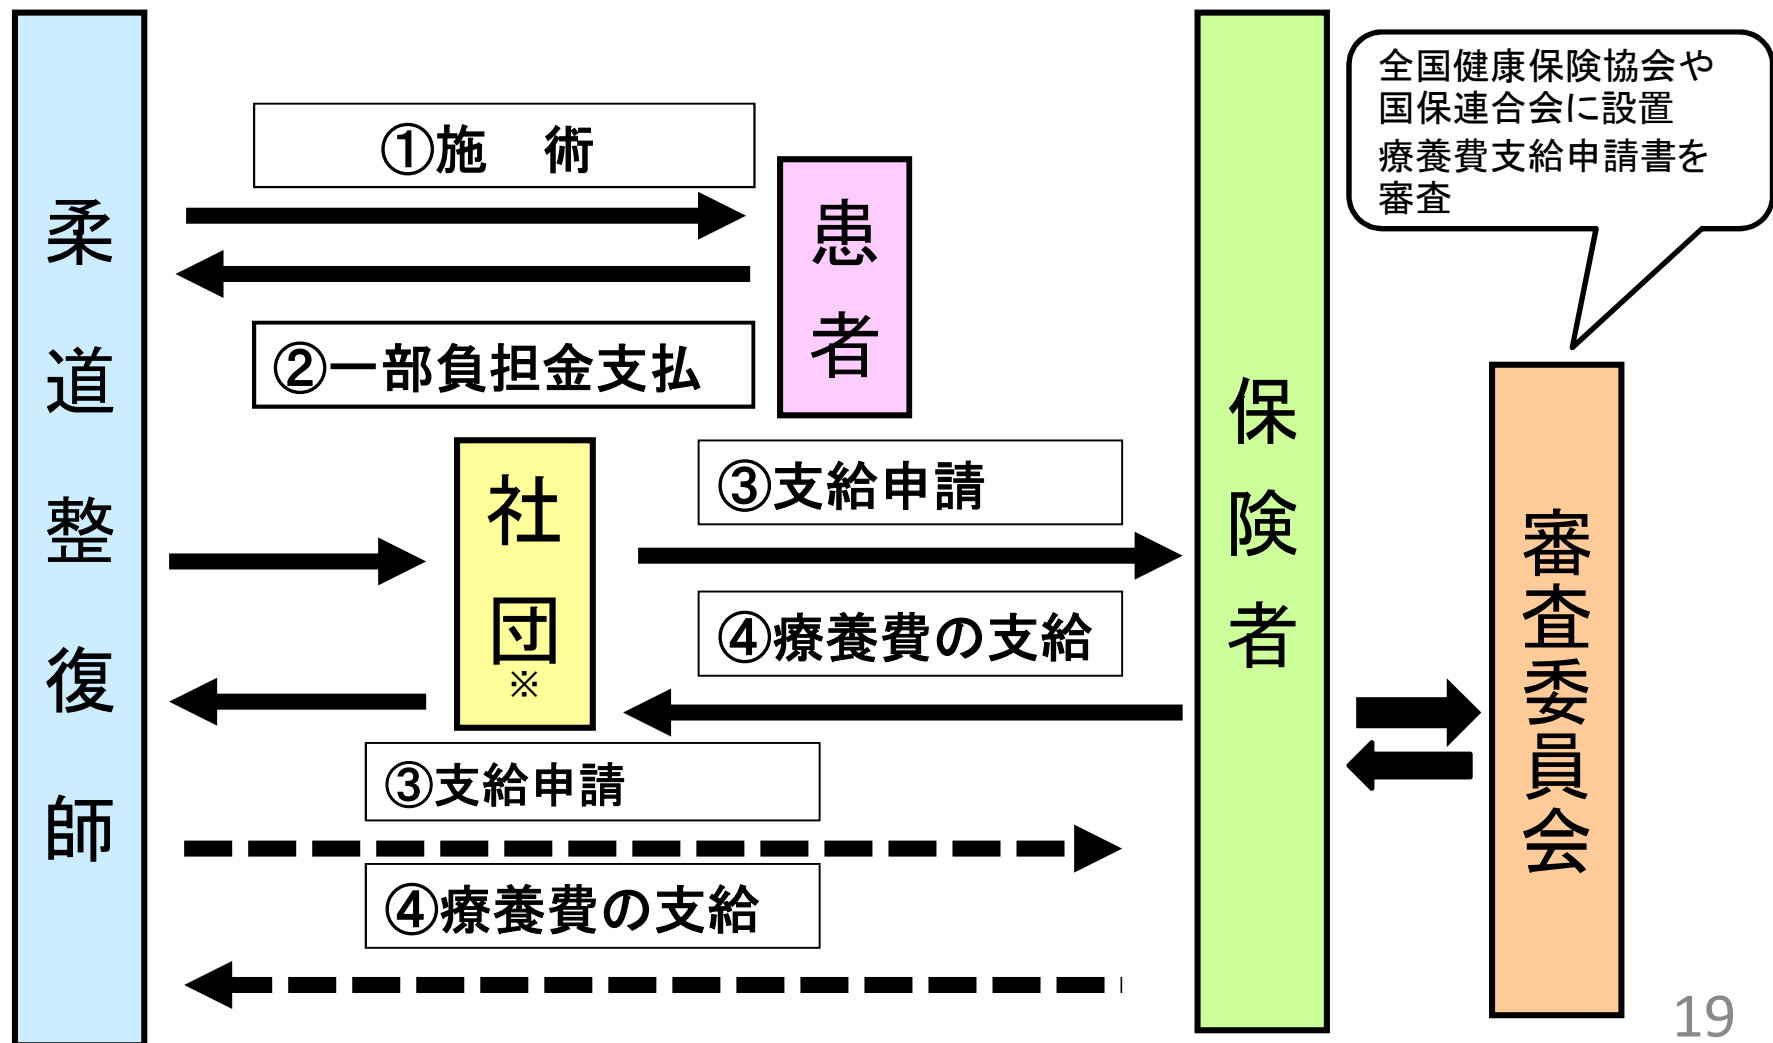 柔道整復師
①施　術
患者
②一部負担金支払
社団
※
③支給申請
④療養費の支給
③支給申請
④療養費の支給
保険者
全国健康保険協会や
国保連合会に設置
療養費支給申請書を
審査
審査委員会
19